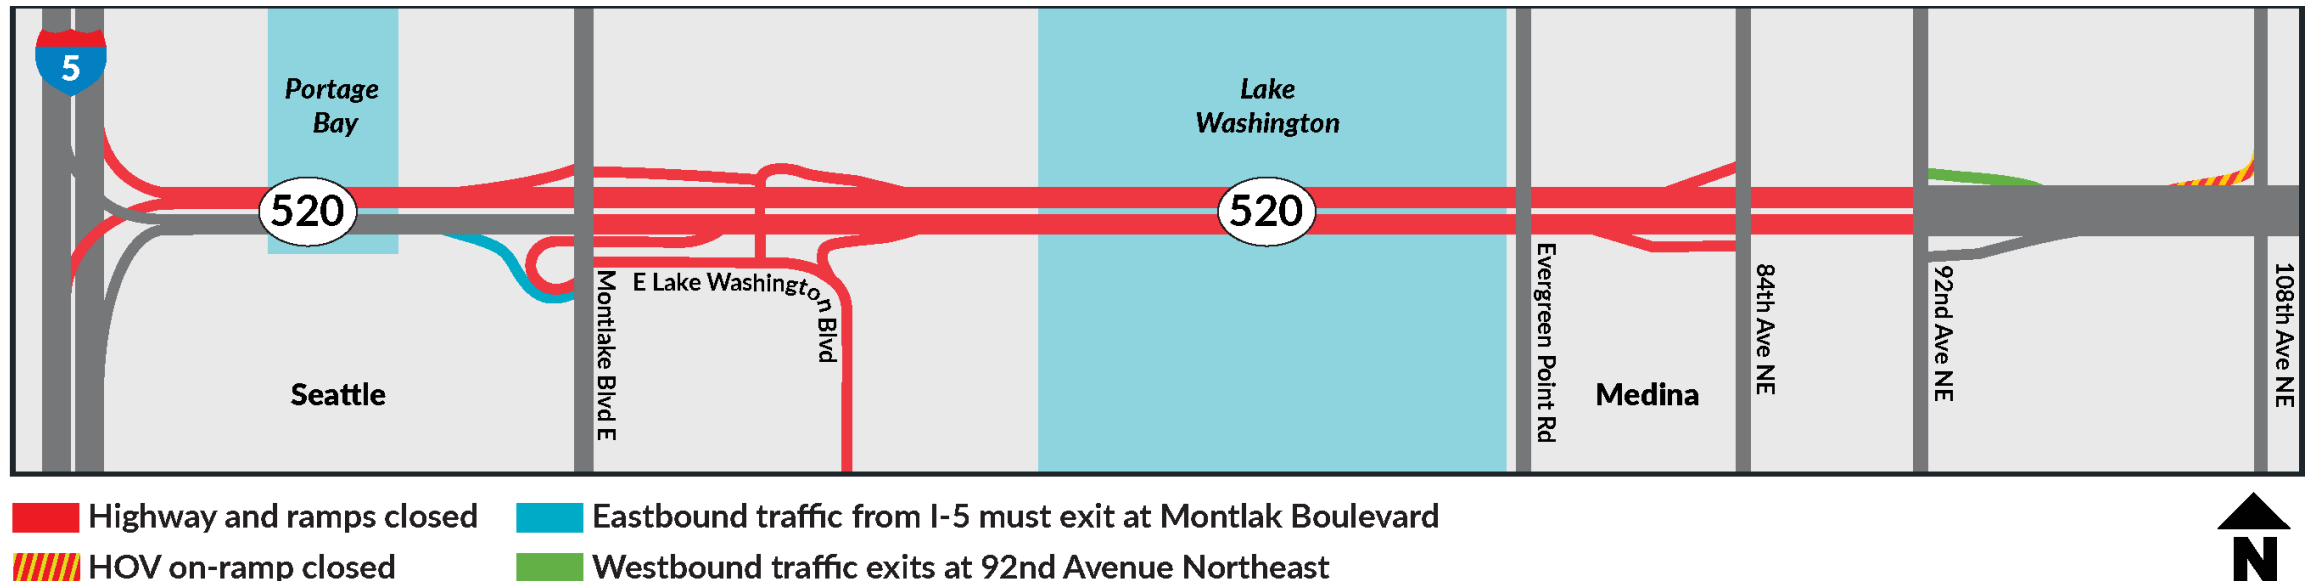 5
Portage
Bay
Lake
Washington
520
520
E Lake Washington Blvd
Montlake Blvd E
Evergreen Point Rd
84th Ave NE
92nd Ave NE
108th Ave NE
Seattle
Medina
Highway and ramps closed
Eastbound traffic from I-5 must exit at Montlak Boulevard
HOV on-ramp closed
Westbound traffic exits at 92nd Avenue Northeast
N